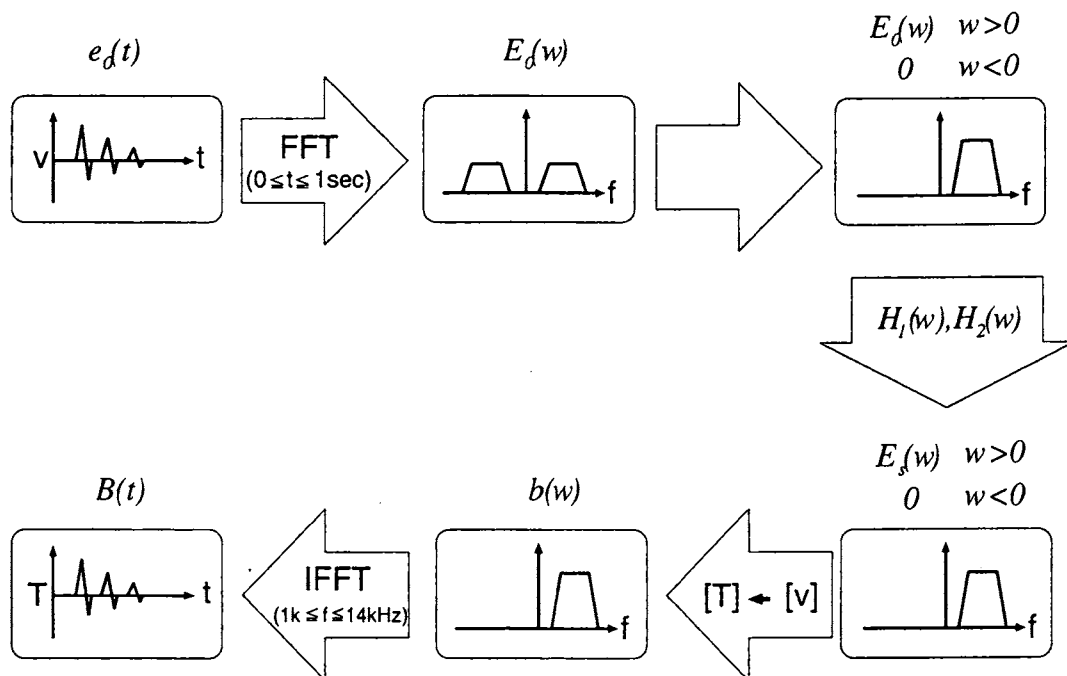 e_d(t)
E_d(w)
E_d(w) w>0
0 w<0
v
t
FFT
(0≤t≤1sec)
f
f
H_1(w),H_2(w)
B(t)
b(w)
E_s(w) w>0
0 w<0
T
t
IFFT
(1k≤f≤14kHz)
f
[T] ← [v]
f